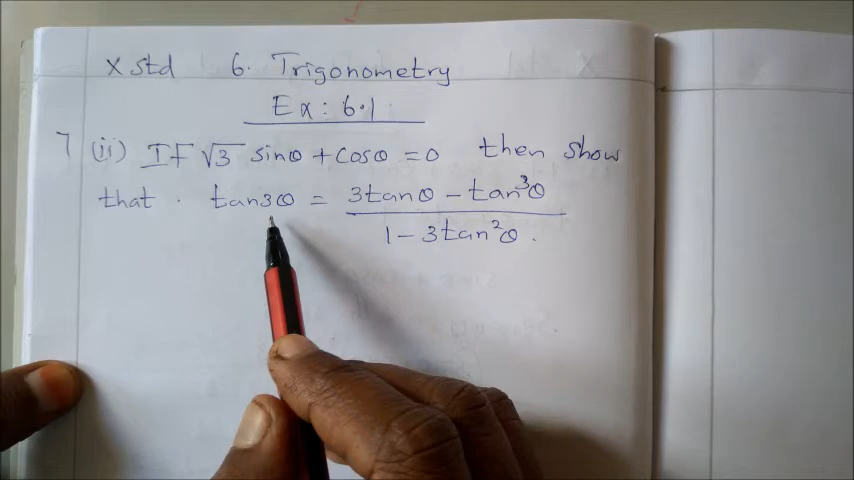 X std 6. Trigonometry
Ex: 6.1
7 (ii) IF √3 sinθ + cosθ = 0 then show
that . tan3θ = 3tanθ - tan³θ
1 - 3tan²θ .